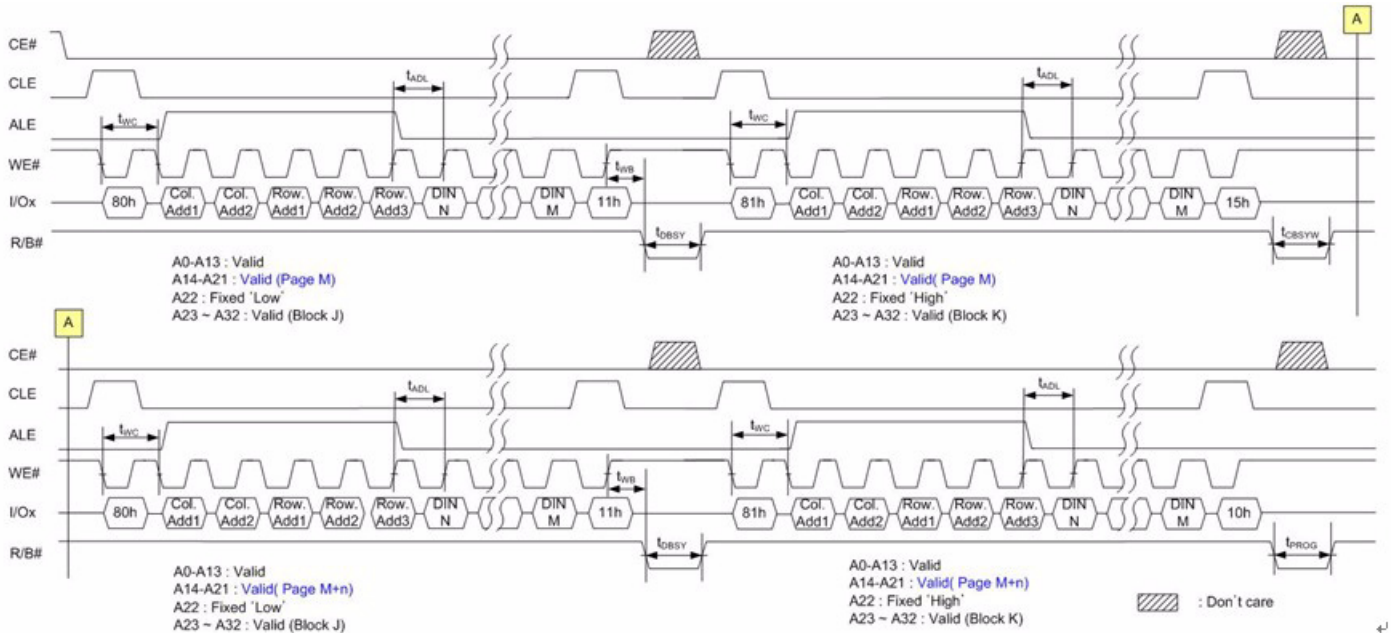 A
CE#
CLE
tADL
tADL
ALE
tWC
tWC
WE#
tWB
I/Ox
80h
Col. Add1
Col. Add2
Row. Add1
Row. Add2
Row. Add3
DIN N
DIN M
11h
81h
Col. Add1
Col. Add2
Row. Add1
Row. Add2
Row. Add3
DIN N
DIN M
15h
R/B#
tDBSY
tCBSYW
A0-A13 : Valid
A14-A21 : Valid (Page M)
A22 : Fixed `Low`
A23 ~ A32 : Valid (Block J)
A0-A13 : Valid
A14-A21 : Valid( Page M)
A22 : Fixed `High`
A23 ~ A32 : Valid (Block K)
A
CE#
CLE
tADL
tADL
ALE
tWC
tWC
WE#
tWB
I/Ox
80h
Col. Add1
Col. Add2
Row. Add1
Row. Add2
Row. Add3
DIN N
DIN M
11h
81h
Col. Add1
Col. Add2
Row. Add1
Row. Add2
Row. Add3
DIN N
DIN M
10h
R/B#
tDBSY
tPROG
A0-A13 : Valid
A14-A21 : Valid( Page M+n)
A22 : Fixed `Low`
A23 ~ A32 : Valid (Block J)
A0-A13 : Valid
A14-A21 : Valid( Page M+n)
A22 : Fixed `High`
A23 ~ A32 : Valid (Block K)
: Don`t care